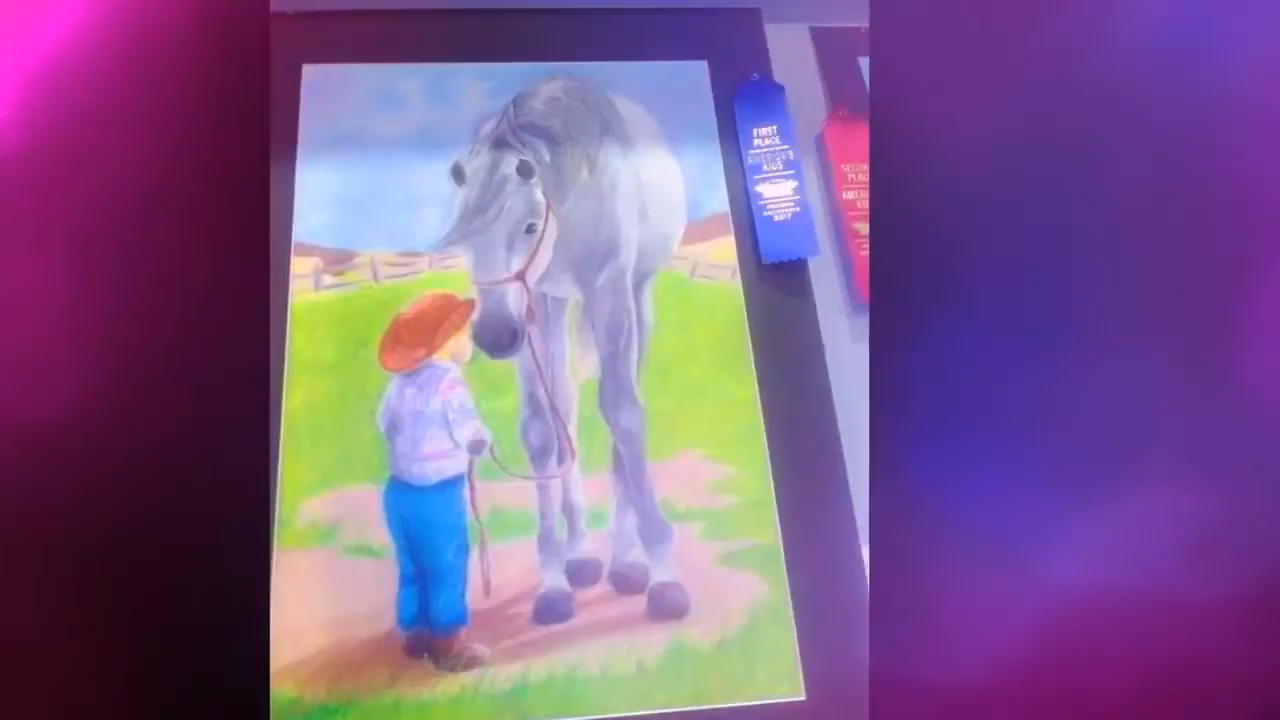 FIRST
PLACE
AMERICA'S
KIDS
POMONA
CALIFORNIA
2017
SECOND
PLACE